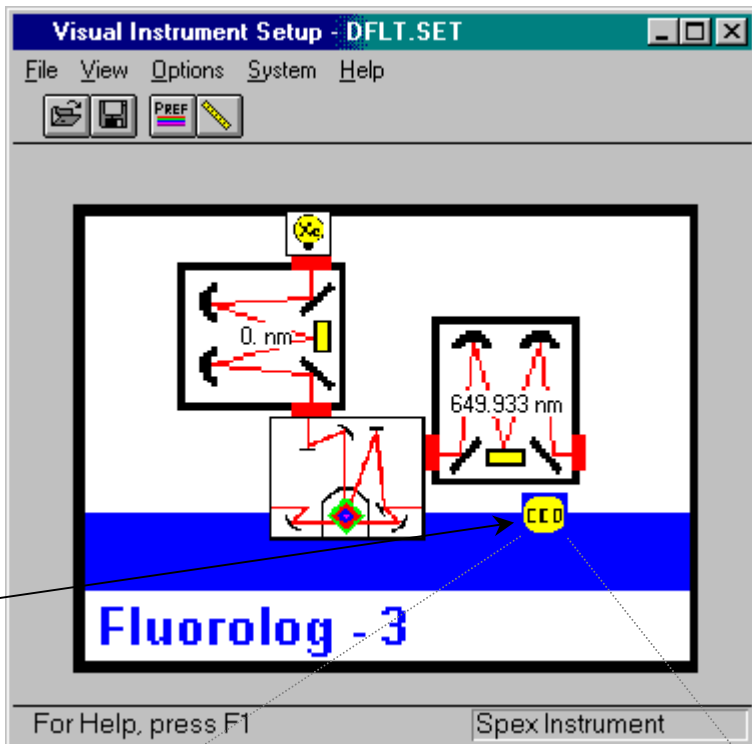 Visual Instrument Setup - DFLT.SET
File View Options System Help
PREF
Xe
0. nm
649.933 nm
CCD
Fluorolog - 3
For Help, press F1
Spex Instrument